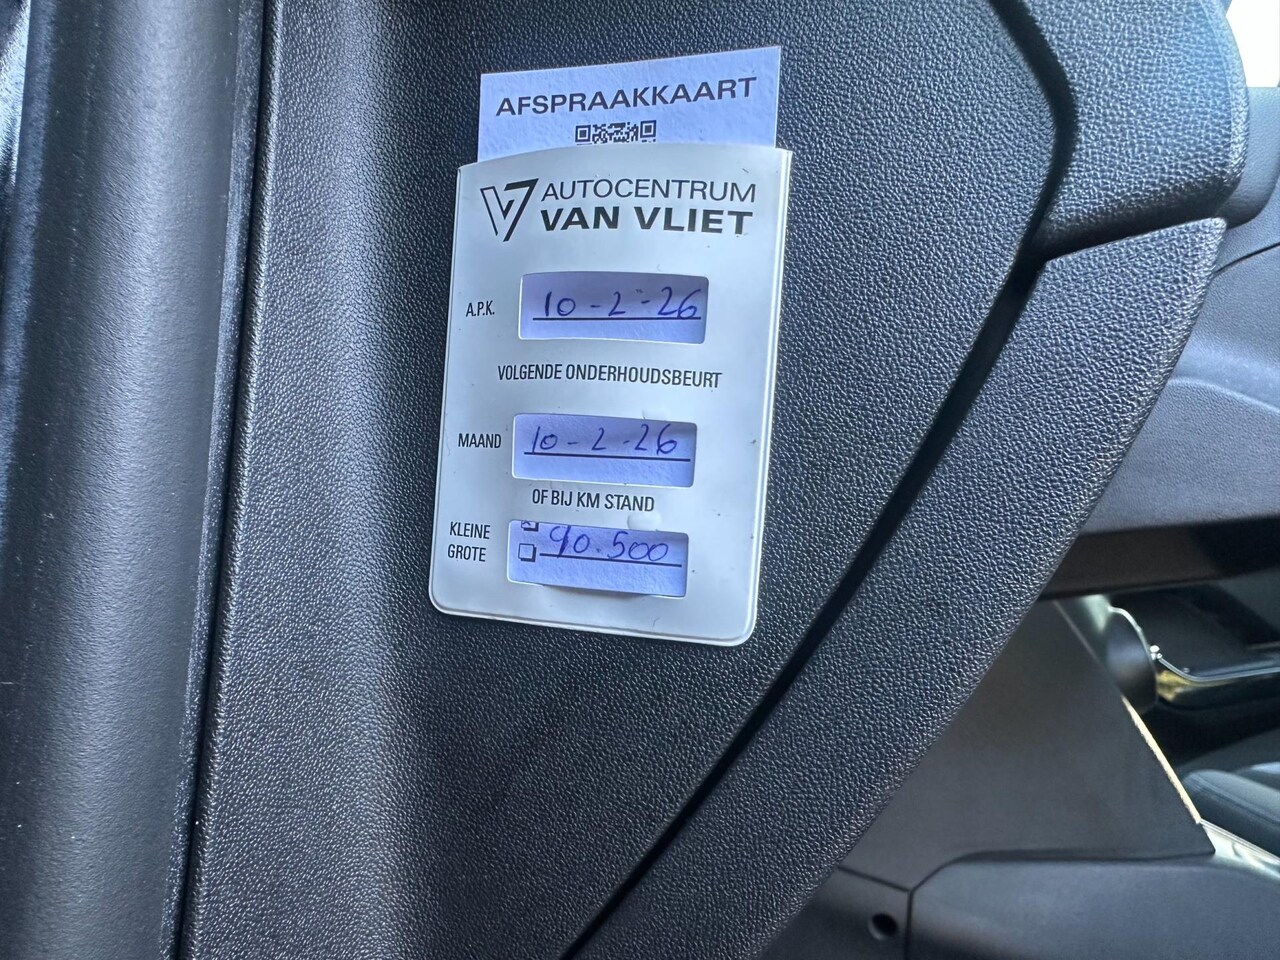 AFSPRAAKKAART
AUTOCENTRUM
VAN VLIET
A.P.K. 10-2-26
VOLGENDE ONDERHOUDSBEURT
MAAND 10-2-26
OF BIJ KM STAND
KLEINE
GROTE 90.500